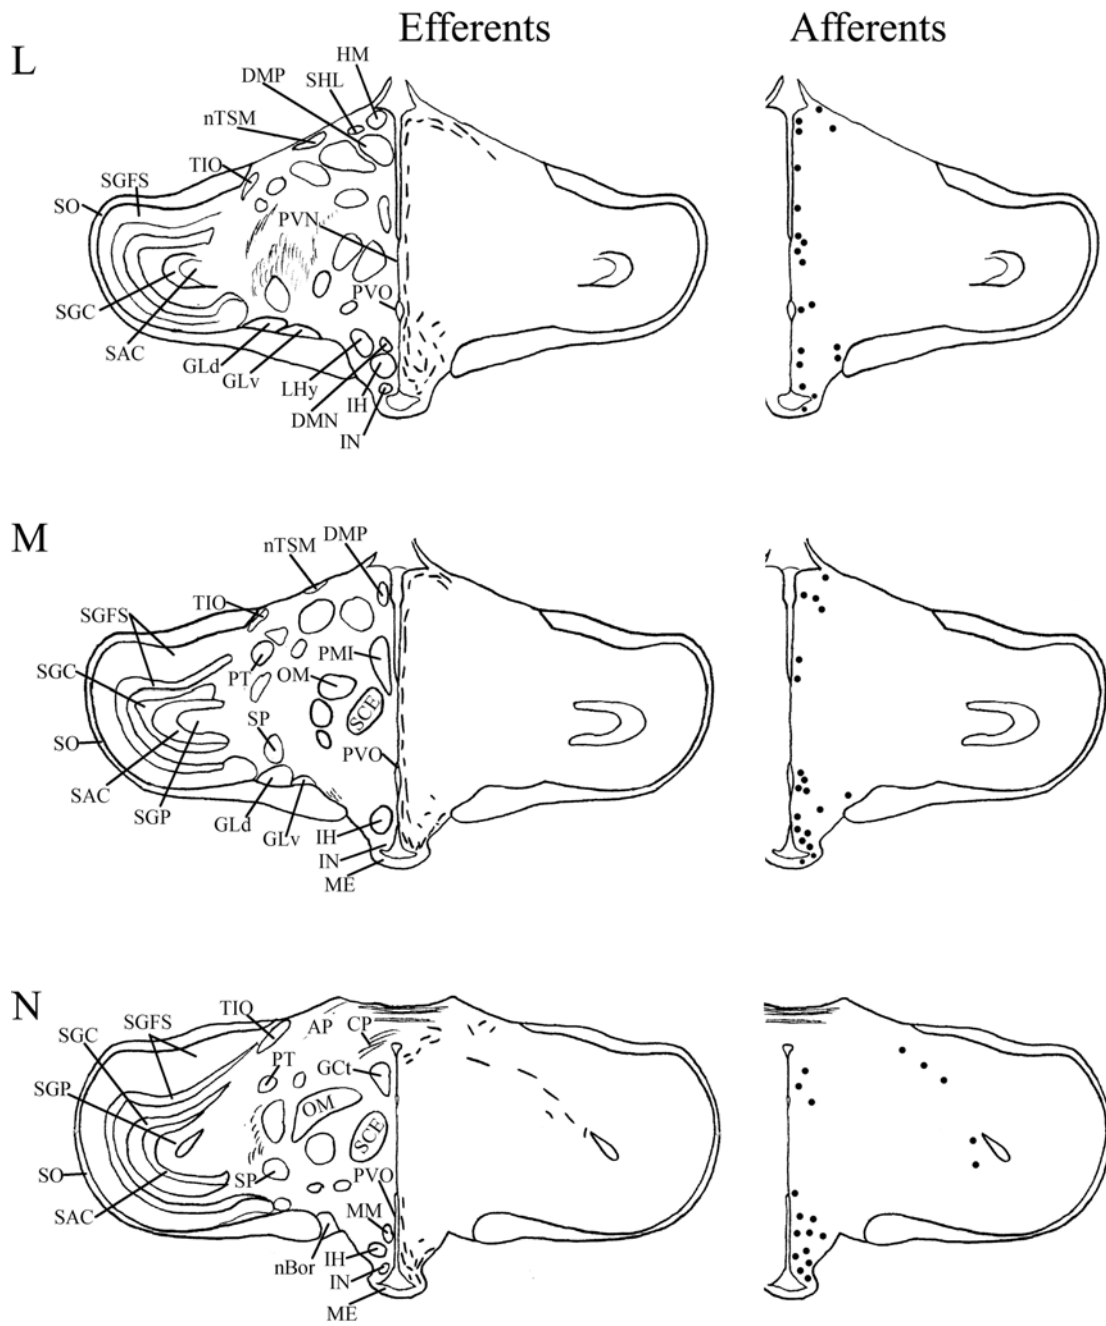 Efferents
Afferents
L
HM
DMP
SHL
nTSM
TIO
SGFS
SO
PVN
PVO
SGC
SAC
GLd
GLv
LHy
DMN
IH
IN
M
DMP
nTSM
TIO
SGFS
SGC
PMI
PT
OM
SCE
SP
SO
PVO
SAC
SGP
GLd
GLv
IH
IN
ME
N
TIO
SGFS
SGC
AP
CP
PT
GCt
SGP
OM
SCE
SO
SP
PVO
SAC
MM
nBor
IH
IN
ME